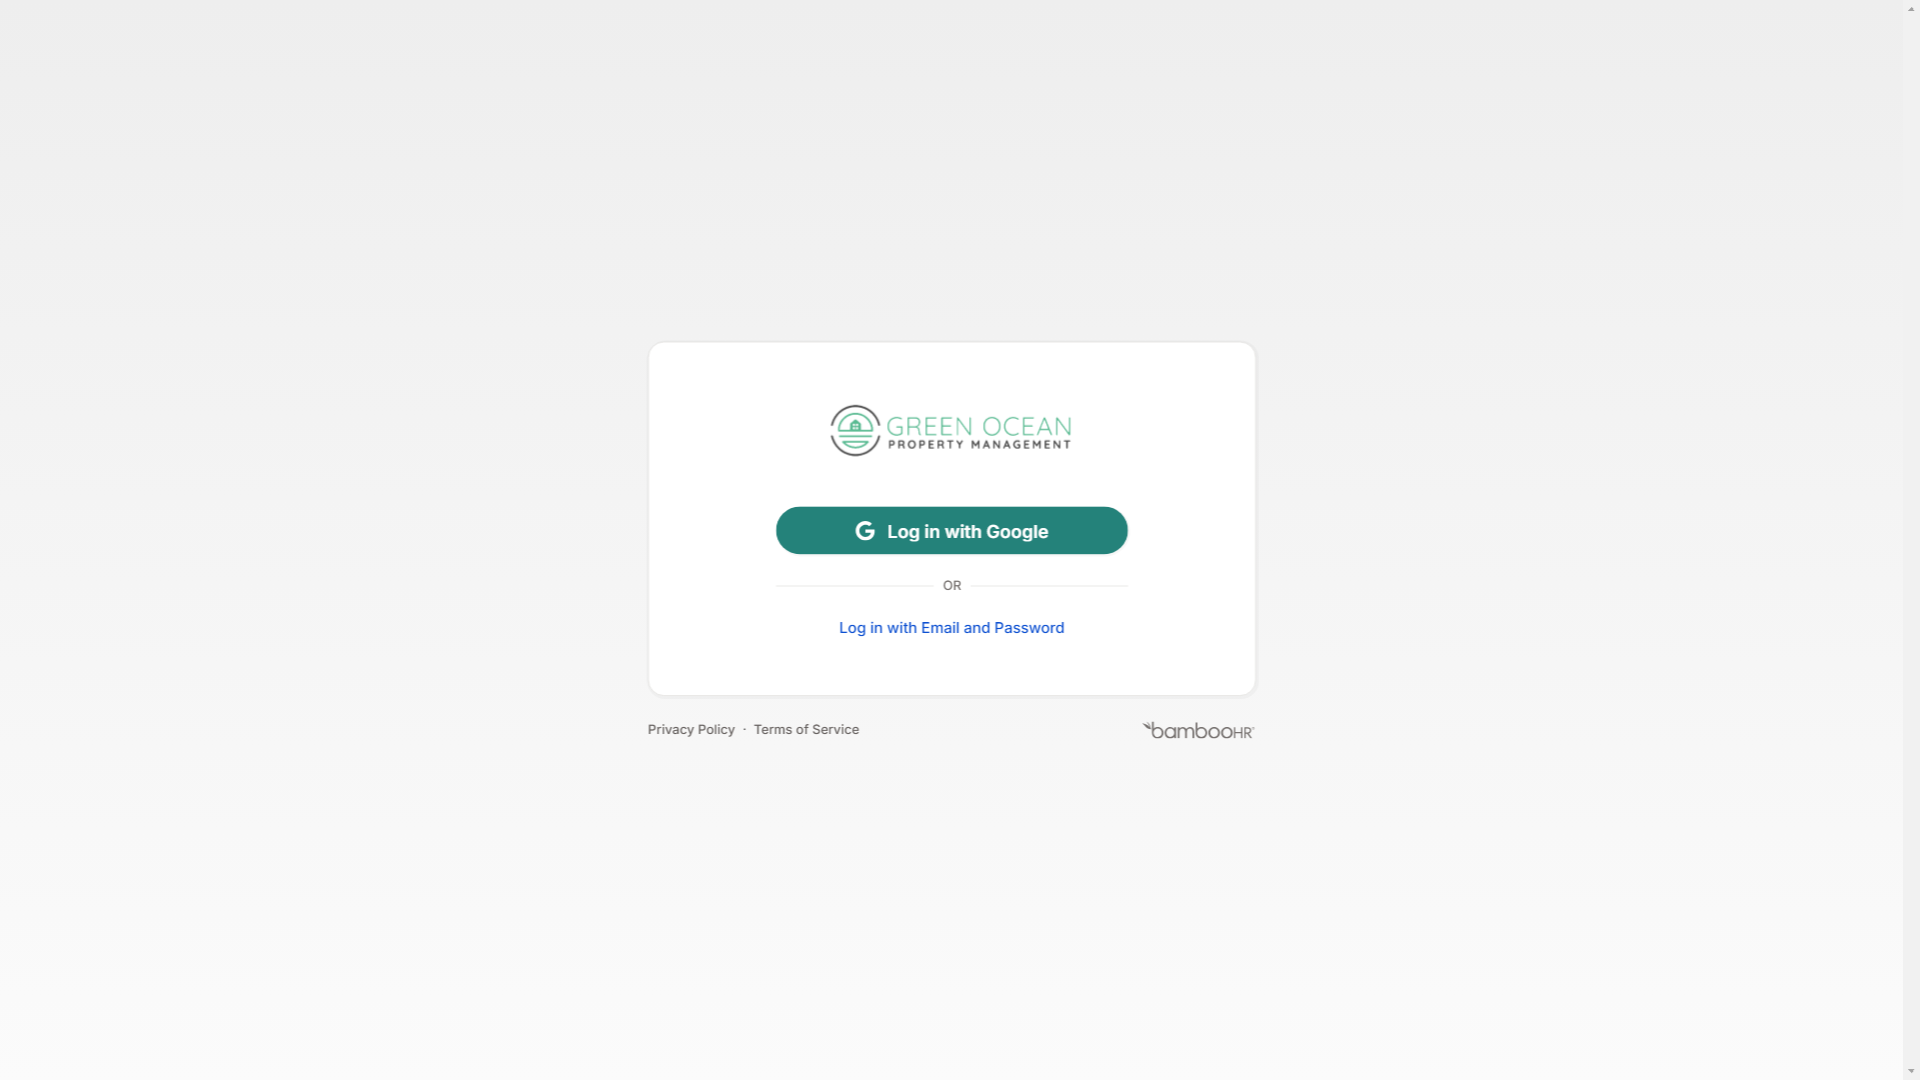 GREEN OCEAN
PROPERTY MANAGEMENT
Log in with Google
OR
Log in with Email and Password
Privacy Policy · Terms of Service
bambooHR